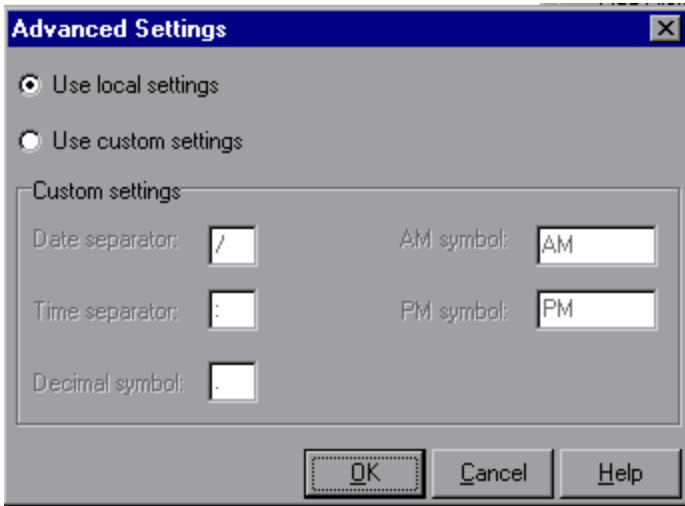 Advanced Settings
Use local settings
Use custom settings
Custom settings
Date separator: / AM symbol: AM
Time separator: : PM symbol: PM
Decimal symbol: .
OK Cancel Help